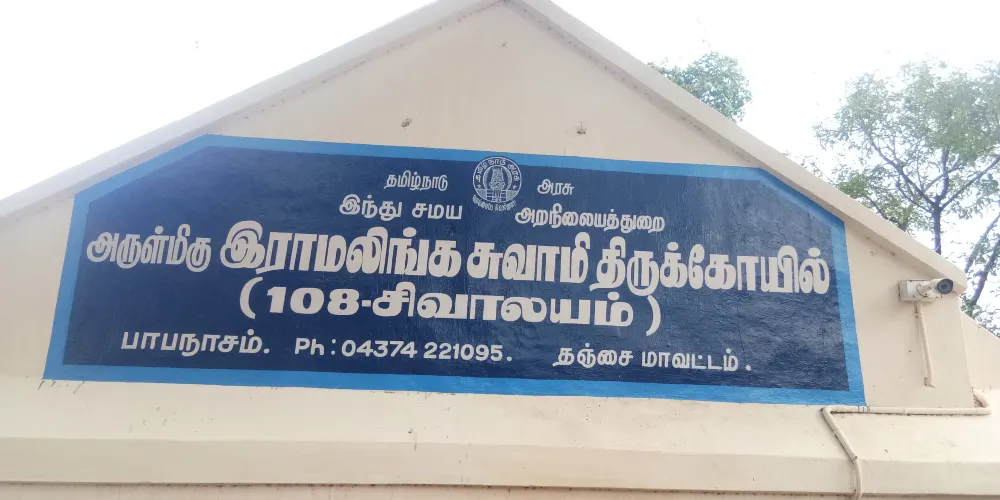 தமிழ்நாடு அரசு
இந்து சமய அறநிலையத்துறை
அருள்மிகு இராமலிங்க சுவாமி திருக்கோயில்
(108-சிவாலயம்)
பாபநாசம். Ph : 04374 221095. தஞ்சை மாவட்டம்.